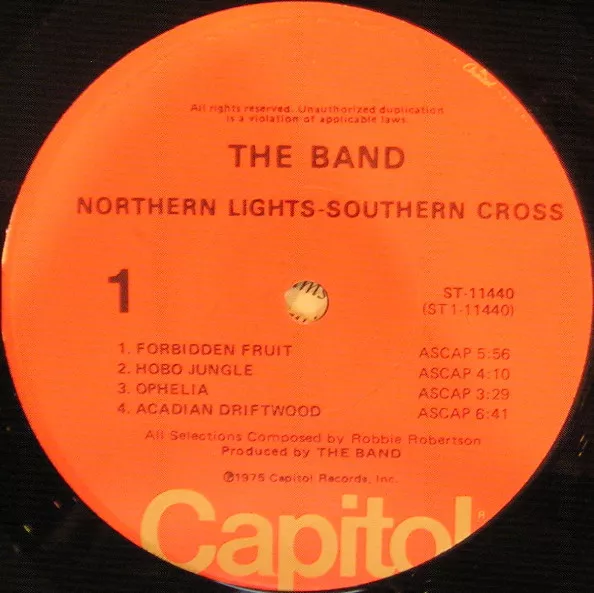 Capitol
All rights reserved. Unauthorized duplication
is a violation of applicable laws.
THE BAND
NORTHERN LIGHTS-SOUTHERN CROSS
1
ST-11440
(ST1-11440)
1. FORBIDDEN FRUIT ASCAP 5:56
2. HOBO JUNGLE ASCAP 4:10
3. OPHELIA ASCAP 3:29
4. ACADIAN DRIFTWOOD ASCAP 6:41
All Selections Composed by Robbie Robertson
Produced by THE BAND
℗1975 Capitol Records, Inc.
Capitol®